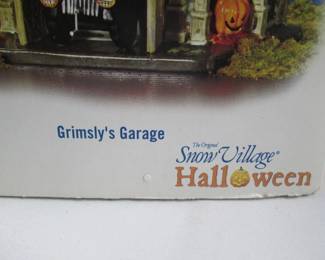 Grimsly's Garage
The Original
Snow Village®
Halloween